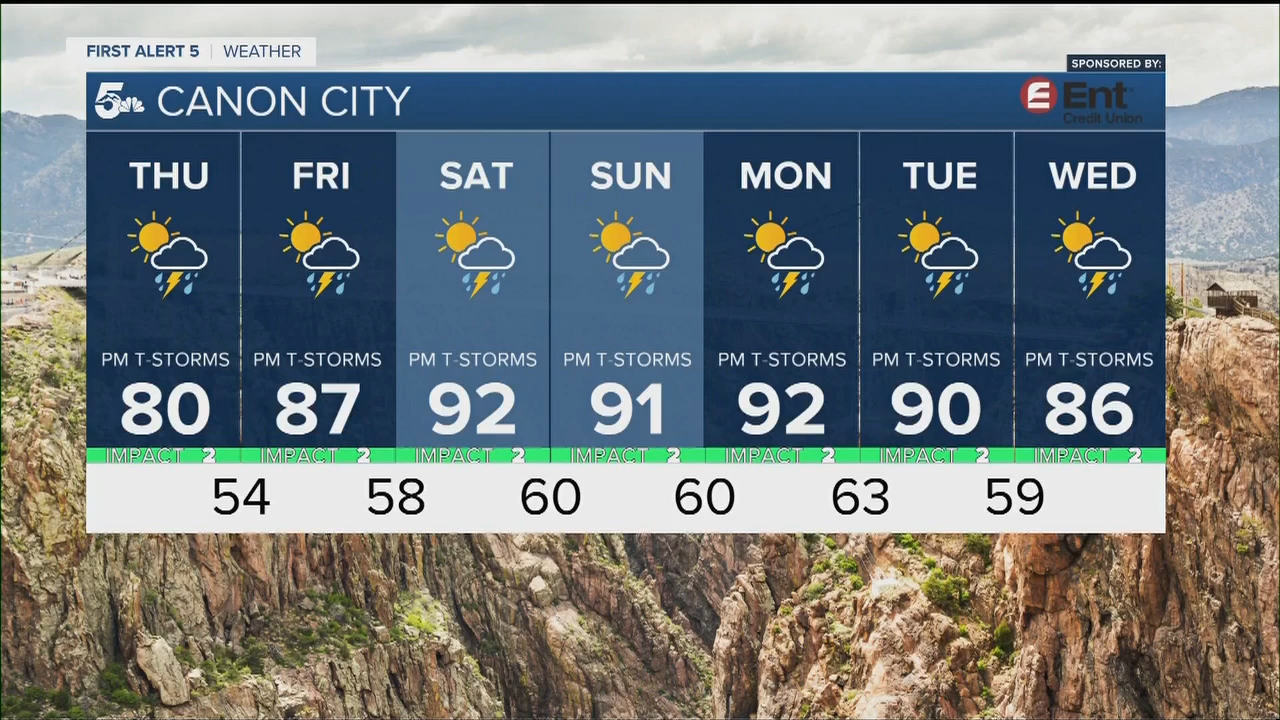 FIRST ALERT 5 | WEATHER
SPONSORED BY:
5 CANON CITY
Ent
Credit Union
THU FRI SAT SUN MON TUE WED
PM T-STORMS PM T-STORMS PM T-STORMS PM T-STORMS PM T-STORMS PM T-STORMS PM T-STORMS
80 87 92 91 92 90 86
IMPACT 2 IMPACT 2 IMPACT 2 IMPACT 2 IMPACT 2 IMPACT 2 IMPACT 2
54 58 60 60 63 59